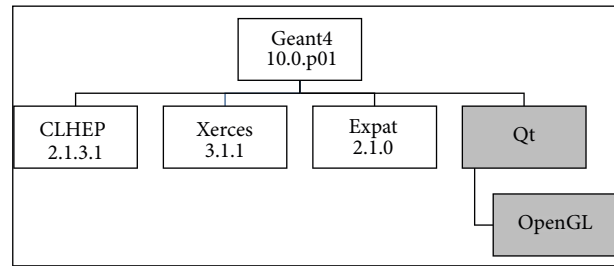 Geant4
10.0.p01
CLHEP
2.1.3.1
Xerces
3.1.1
Expat
2.1.0
Qt
OpenGL